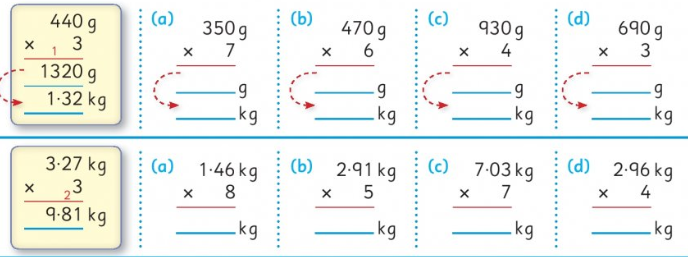 440 g
× 1 3
1320 g
1·32 kg
(a) 350 g
× 7
g
kg
(b) 470 g
× 6
g
kg
(c) 930 g
× 4
g
kg
(d) 690 g
× 3
g
kg
3·27 kg
× 2 3
9·81 kg
(a) 1·46 kg
× 8
kg
(b) 2·91 kg
× 5
kg
(c) 7·03 kg
× 7
kg
(d) 2·96 kg
× 4
kg